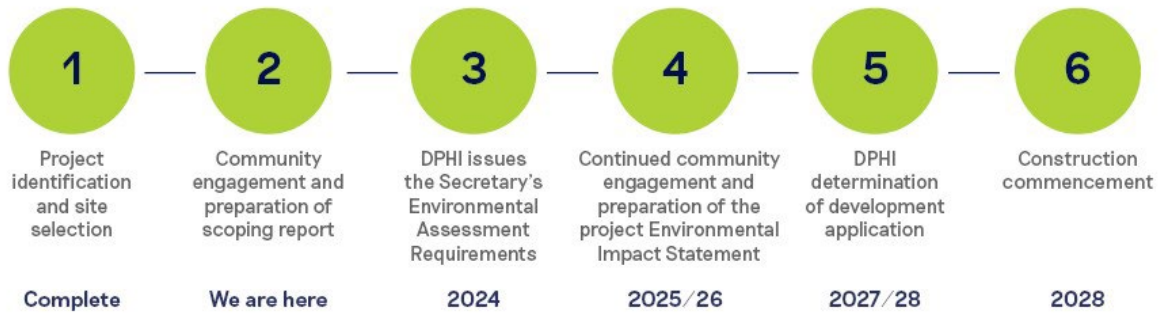 1
2
3
4
5
6
Project
identification
and site
selection
Community
engagement and
preparation of
scoping report
DPHI issues
the Secretary's
Environmental
Assessment
Requirements
Continued community
engagement and
preparation of the
project Environmental
Impact Statement
DPHI
determination
of development
application
Construction
commencement
Complete
We are here
2024
2025/26
2027/28
2028